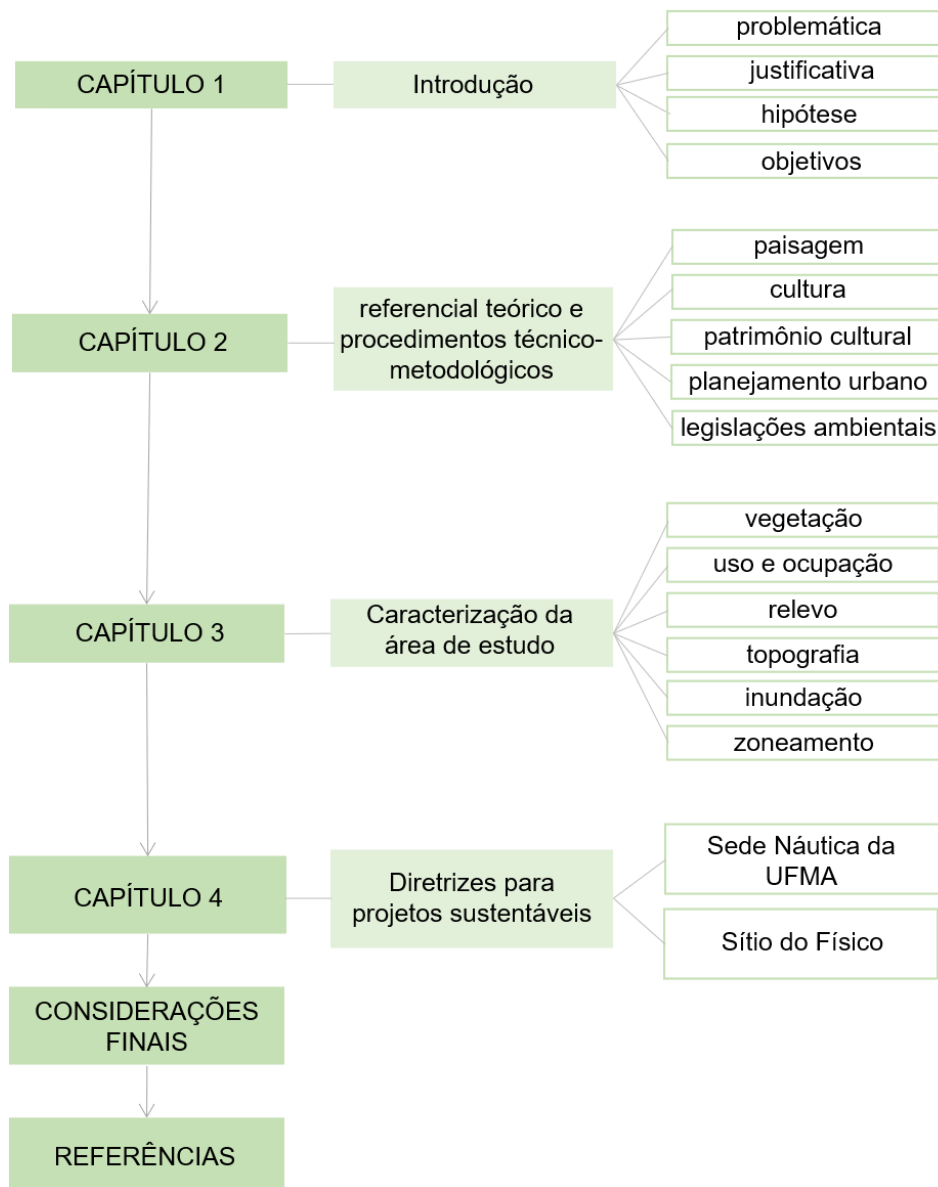 CAPÍTULO 1
Introdução
problemática
justificativa
hipótese
objetivos
CAPÍTULO 2
referencial teórico e
procedimentos técnico-
metodológicos
paisagem
cultura
patrimônio cultural
planejamento urbano
legislações ambientais
CAPÍTULO 3
Caracterização da
área de estudo
vegetação
uso e ocupação
relevo
topografia
inundação
zoneamento
CAPÍTULO 4
Diretrizes para
projetos sustentáveis
Sede Náutica da
UFMA
Sítio do Físico
CONSIDERAÇÕES
FINAIS
REFERÊNCIAS